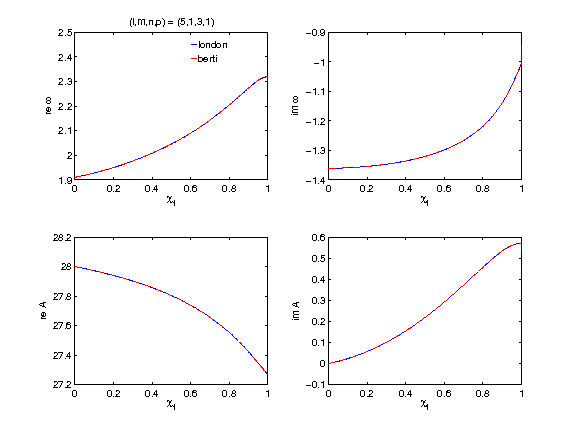 (l,m,n,p) = (5,1,3,1)
2.5
2.4
2.3
2.2
2.1
2
1.9
re ω
0 0.2 0.4 0.6 0.8 1
χf
london
berti
−0.9
−1
−1.1
−1.2
−1.3
−1.4
im ω
0 0.2 0.4 0.6 0.8 1
χf
28.2
28
27.8
27.6
27.4
27.2
re A
0 0.2 0.4 0.6 0.8 1
χf
0.6
0.5
0.4
0.3
0.2
0.1
0
−0.1
im A
0 0.2 0.4 0.6 0.8 1
χf